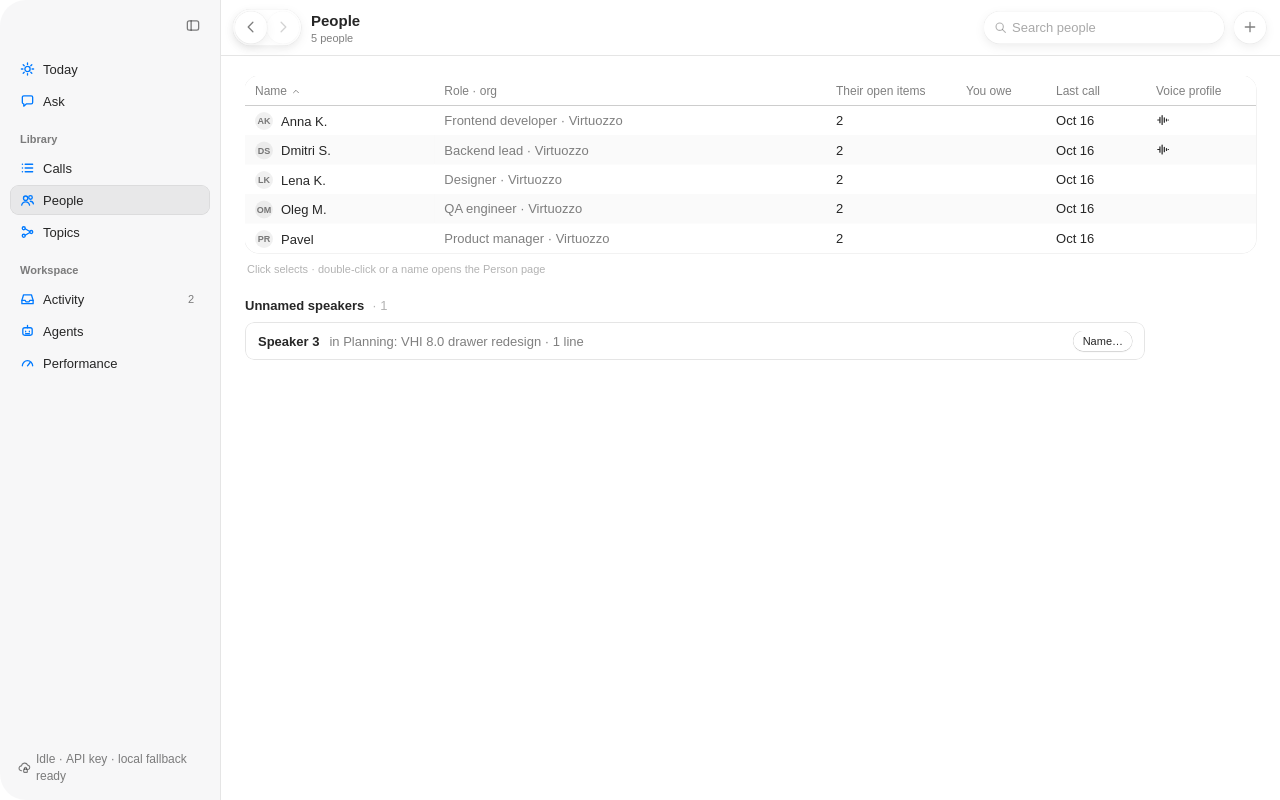 People
5 people
Search people
Today
Ask
Library
Calls
People
Topics
Workspace
Activity 2
Agents
Performance
Idle · API key · local fallback
ready
Name Role · org Their open items You owe Last call Voice profile
AK Anna K. Frontend developer · Virtuozzo 2 Oct 16
DS Dmitri S. Backend lead · Virtuozzo 2 Oct 16
LK Lena K. Designer · Virtuozzo 2 Oct 16
OM Oleg M. QA engineer · Virtuozzo 2 Oct 16
PR Pavel Product manager · Virtuozzo 2 Oct 16
Click selects · double-click or a name opens the Person page
Unnamed speakers · 1
Speaker 3 in Planning: VHI 8.0 drawer redesign · 1 line Name…